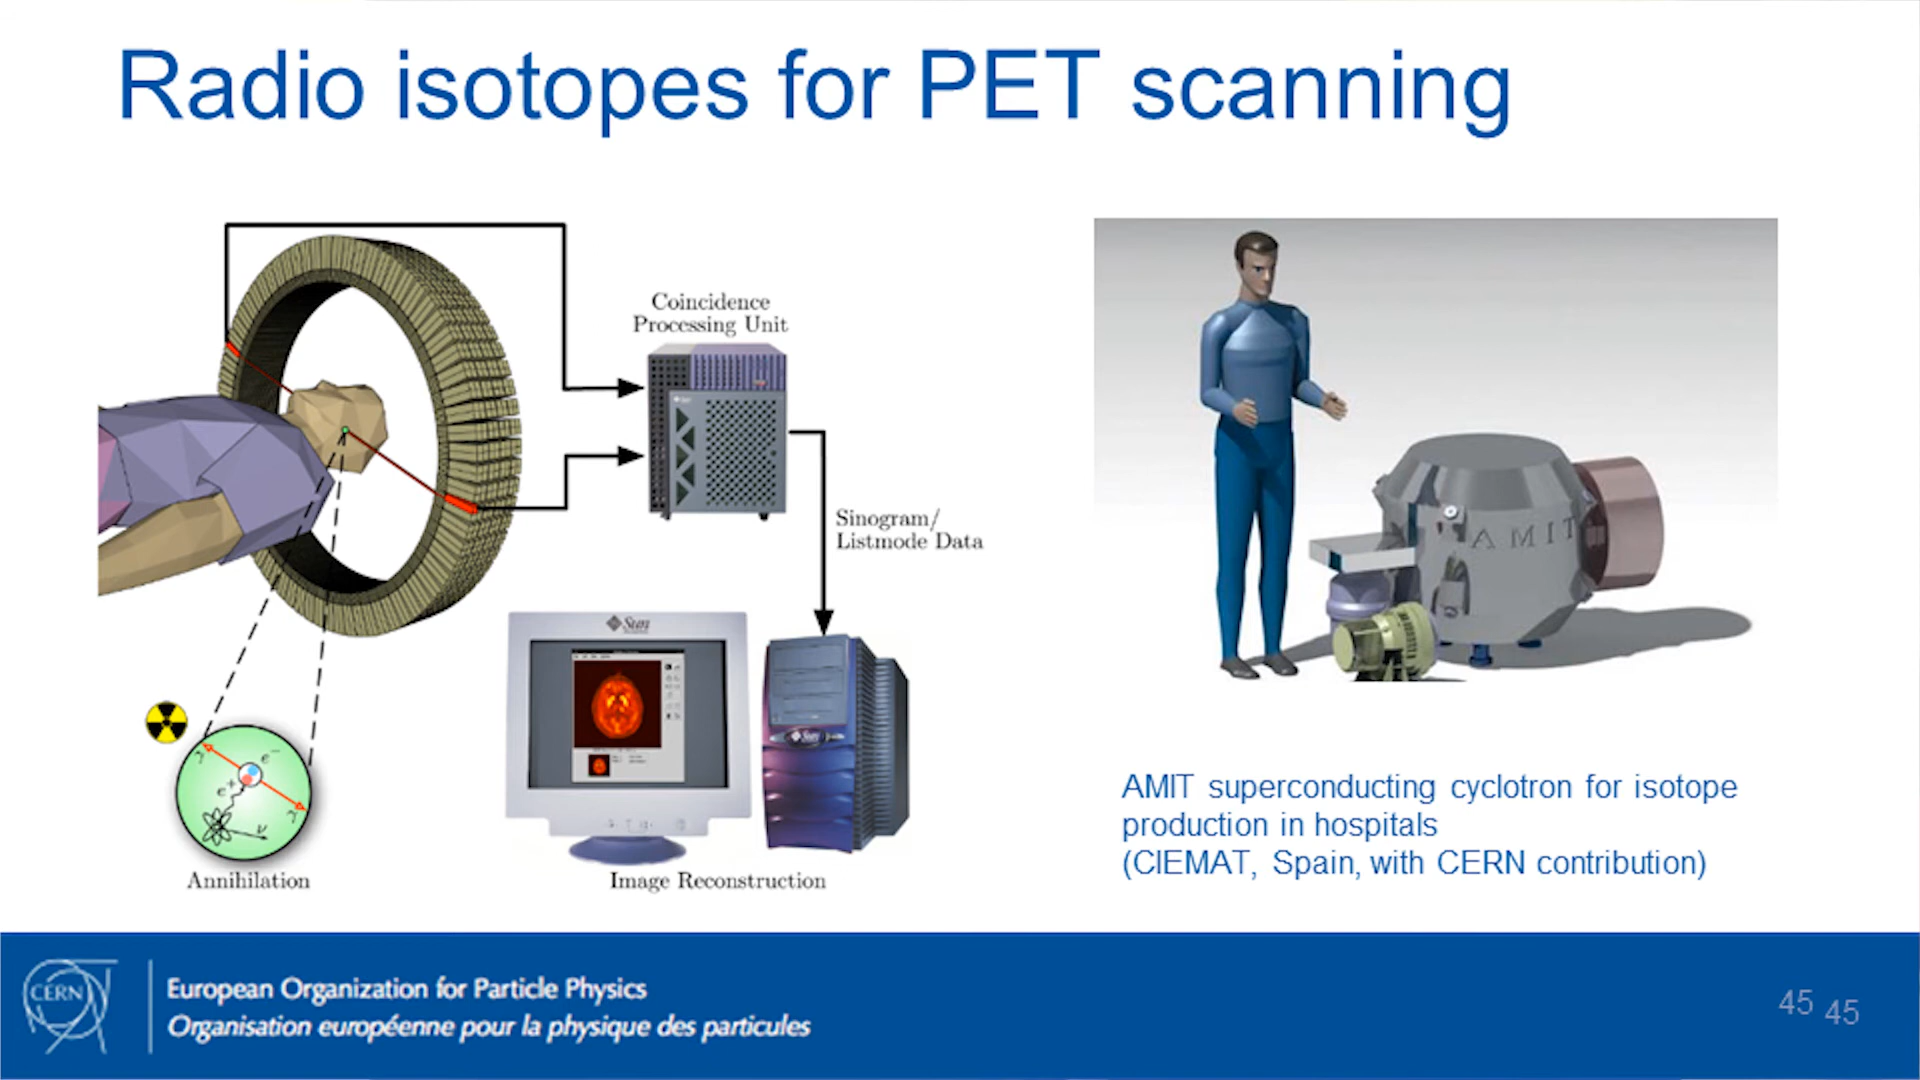 Radio isotopes for PET scanning
Coincidence
Processing Unit
Sinogram/
Listmode Data
Sun
Sun
γ
e⁻
e⁺
γ
ν
Annihilation
Image Reconstruction
AMIT
AMIT superconducting cyclotron for isotope
production in hospitals
(CIEMAT, Spain, with CERN contribution)
CERN
European Organization for Particle Physics
Organisation européenne pour la physique des particules
45
45